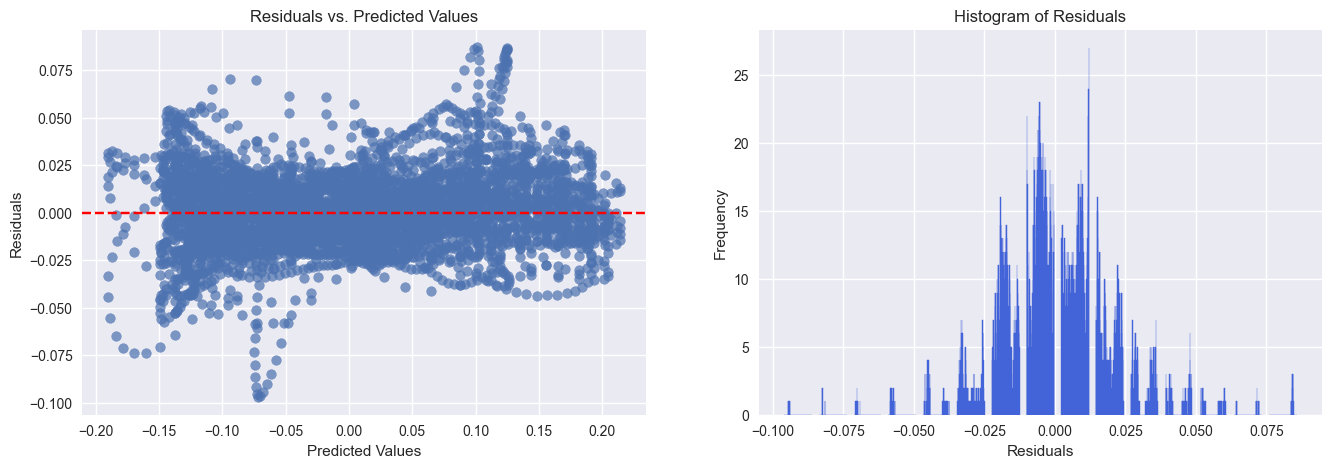 Residuals vs. Predicted Values
Residuals
0.075
0.050
0.025
0.000
−0.025
−0.050
−0.075
−0.100
−0.20 −0.15 −0.10 −0.05 0.00 0.05 0.10 0.15 0.20
Predicted Values
Histogram of Residuals
Frequency
25
20
15
10
5
0
−0.100 −0.075 −0.050 −0.025 0.000 0.025 0.050 0.075
Residuals